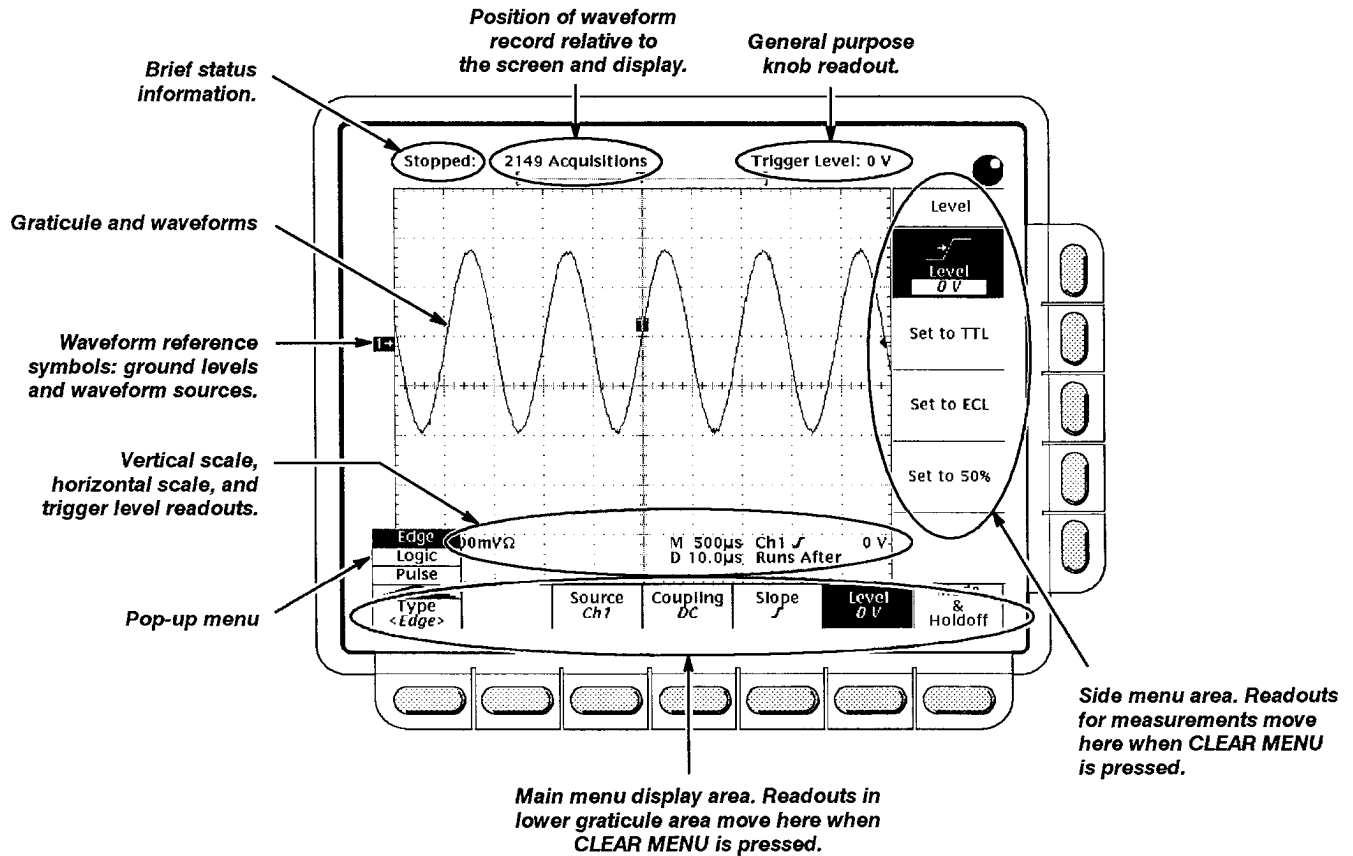 Position of waveform
record relative to
the screen and display.
General purpose
knob readout.
Brief status
information.
Stopped:
2149 Acquisitions
Trigger Level: 0 V
Graticule and waveforms
Level
Level
0 V
Waveform reference
symbols: ground levels
and waveform sources.
Set to TTL
Set to ECL
Set to 50%
Vertical scale,
horizontal scale, and
trigger level readouts.
Edge
Logic
Pulse
00mVΩ
M 500µs Ch1 0 V
D 10.0µs Runs After
Pop-up menu
Type
<Edge>
Source
Ch1
Coupling
DC
Slope
Level
0 V
&
Holdoff
Side menu area. Readouts
for measurements move
here when CLEAR MENU
is pressed.
Main menu display area. Readouts in
lower graticule area move here when
CLEAR MENU is pressed.